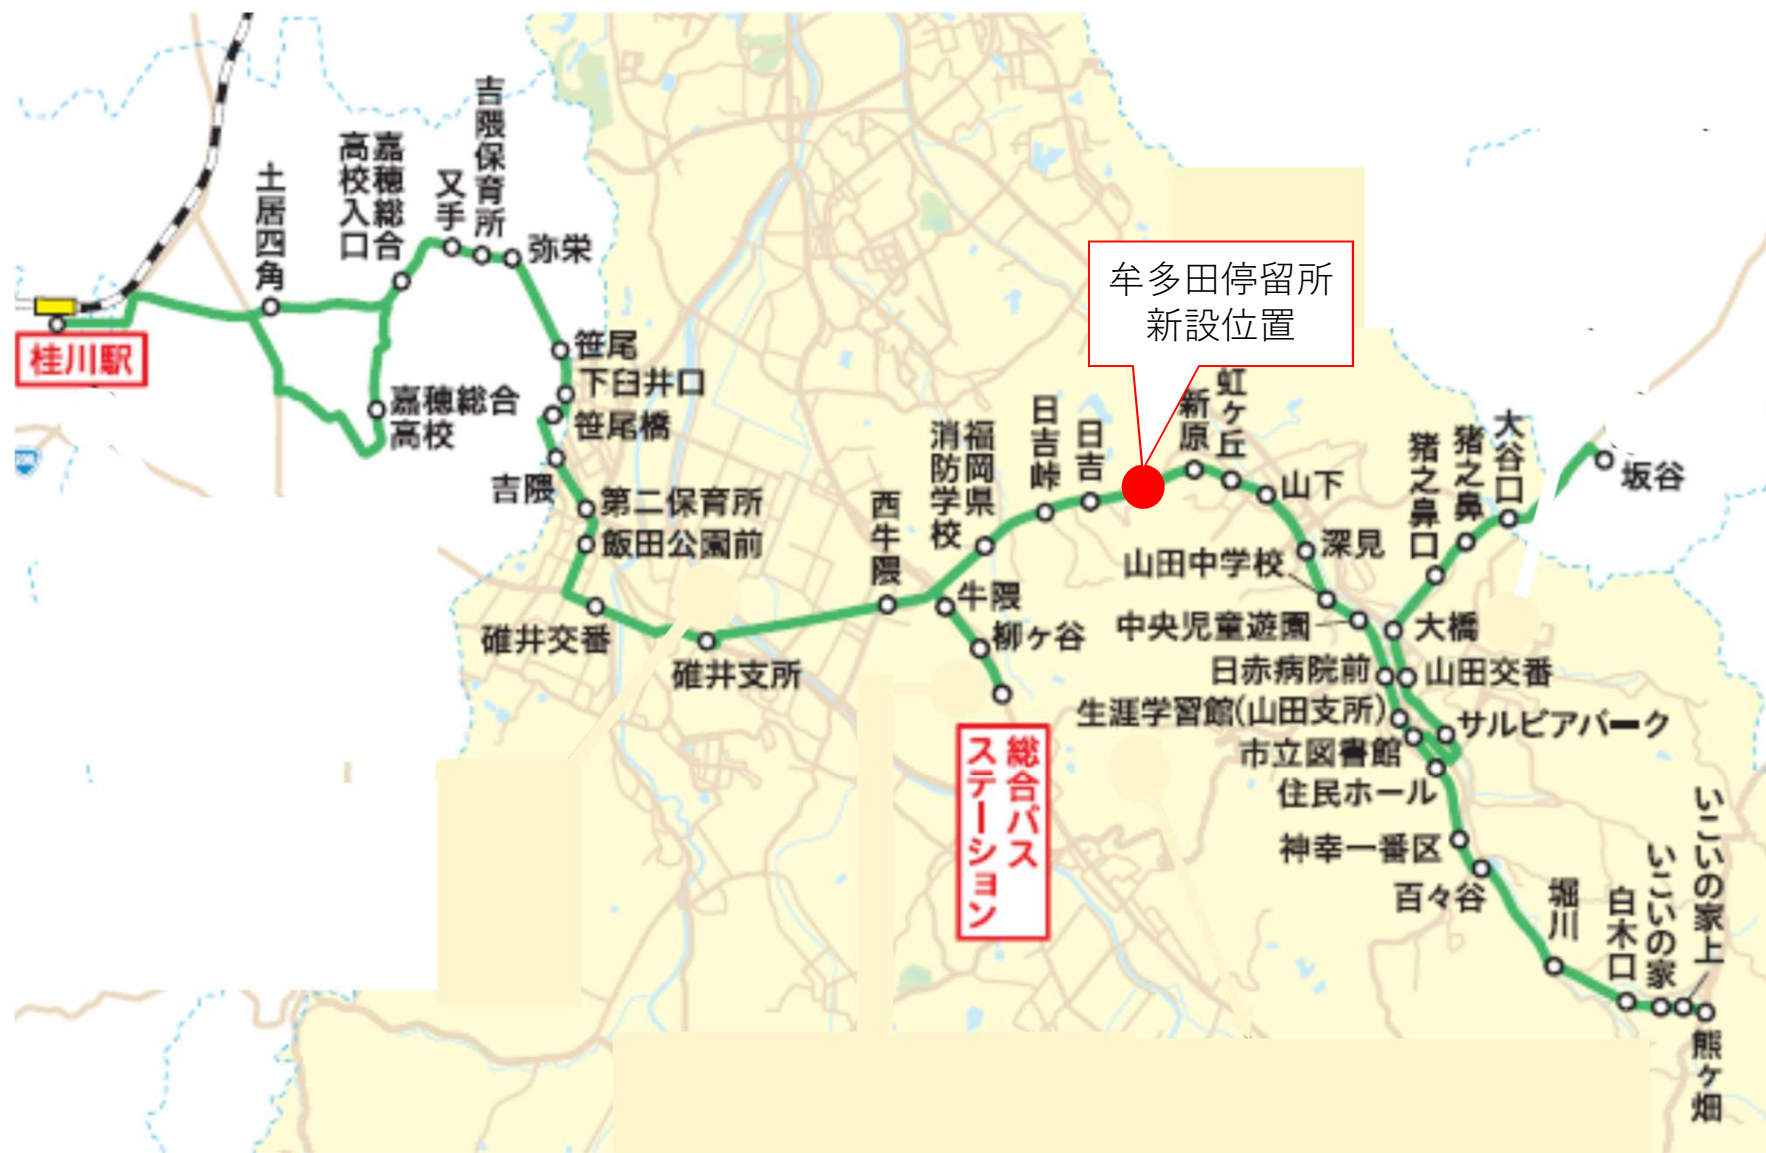 桂川駅
土居四角
嘉穂総合
高校入口
又手
吉隈保育所
弥栄
嘉穂総合
高校
笹尾
下臼井口
笹尾橋
吉隈
第二保育所
飯田公園前
碓井交番
碓井支所
西牛隈
福岡県
消防学校
牛隈
柳ヶ谷
総合バス
ステーション
日吉峠
日吉
牟多田停留所
新設位置
新原
虹ヶ丘
山下
深見
山田中学校
中央児童遊園
日赤病院前
生涯学習館(山田支所)
市立図書館
住民ホール
神幸一番区
百々谷
堀川
白木口
いこいの家
いこいの家上
熊ヶ畑
サルビアパーク
山田交番
大橋
猪之鼻口
猪之鼻
大谷口
坂谷